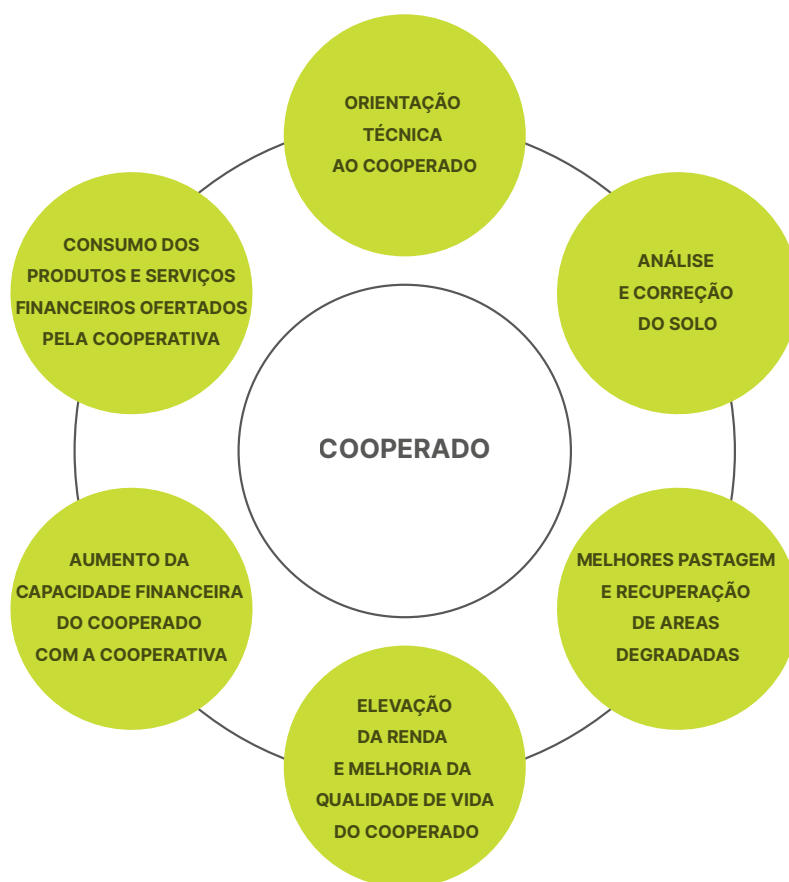 ORIENTAÇÃO
TÉCNICA
AO COOPERADO
ANÁLISE
E CORREÇÃO
DO SOLO
MELHORES PASTAGEM
E RECUPERAÇÃO
DE AREAS
DEGRADADAS
ELEVAÇÃO
DA RENDA
E MELHORIA DA
QUALIDADE DE VIDA
DO COOPERADO
AUMENTO DA
CAPACIDADE FINANCEIRA
DO COOPERADO
COM A COOPERATIVA
CONSUMO DOS
PRODUTOS E SERVIÇOS
FINANCEIROS OFERTADOS
PELA COOPERATIVA
COOPERADO